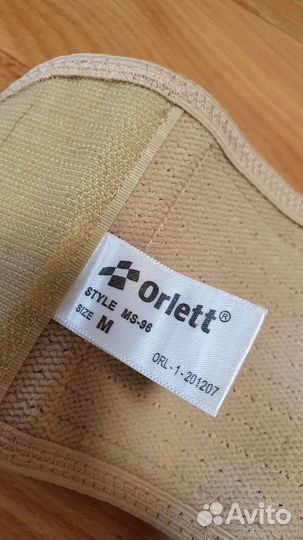 Orlett®
STYLE MS-96
SIZE M
ORL-1-201207
Avito